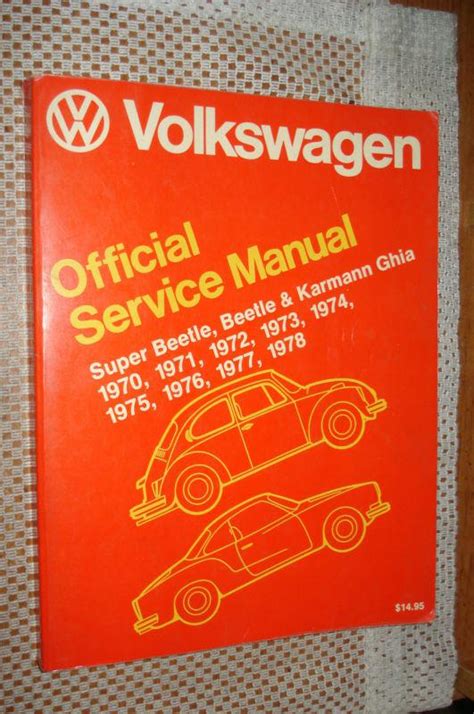 Volkswagen
Official
Service Manual
Super Beetle, Beetle & Karmann Ghia
1970, 1971, 1972, 1973, 1974,
1975, 1976, 1977, 1978
$14.95